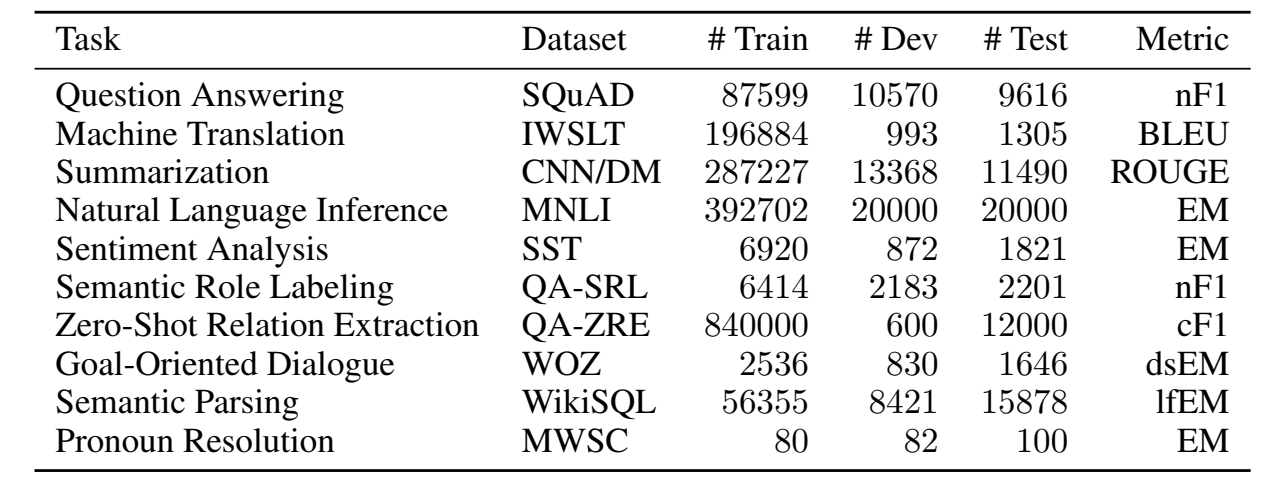 Task Dataset # Train # Dev # Test Metric
Question Answering SQuAD 87599 10570 9616 nF1
Machine Translation IWSLT 196884 993 1305 BLEU
Summarization CNN/DM 287227 13368 11490 ROUGE
Natural Language Inference MNLI 392702 20000 20000 EM
Sentiment Analysis SST 6920 872 1821 EM
Semantic Role Labeling QA-SRL 6414 2183 2201 nF1
Zero-Shot Relation Extraction QA-ZRE 840000 600 12000 cF1
Goal-Oriented Dialogue WOZ 2536 830 1646 dsEM
Semantic Parsing WikiSQL 56355 8421 15878 lfEM
Pronoun Resolution MWSC 80 82 100 EM